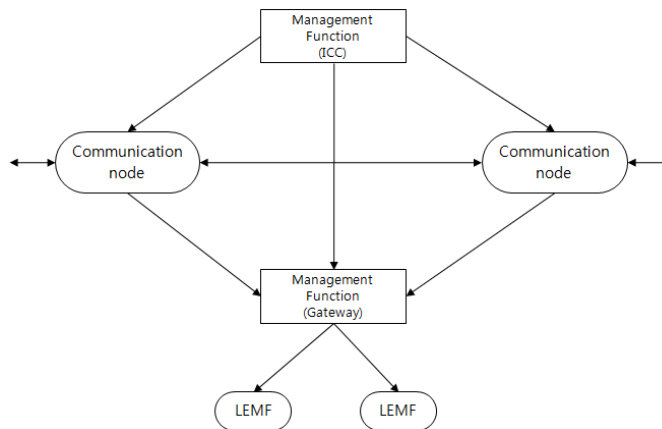 Management
Function
(ICC)
Communication
node
Communication
node
Management
Function
(Gateway)
LEMF
LEMF